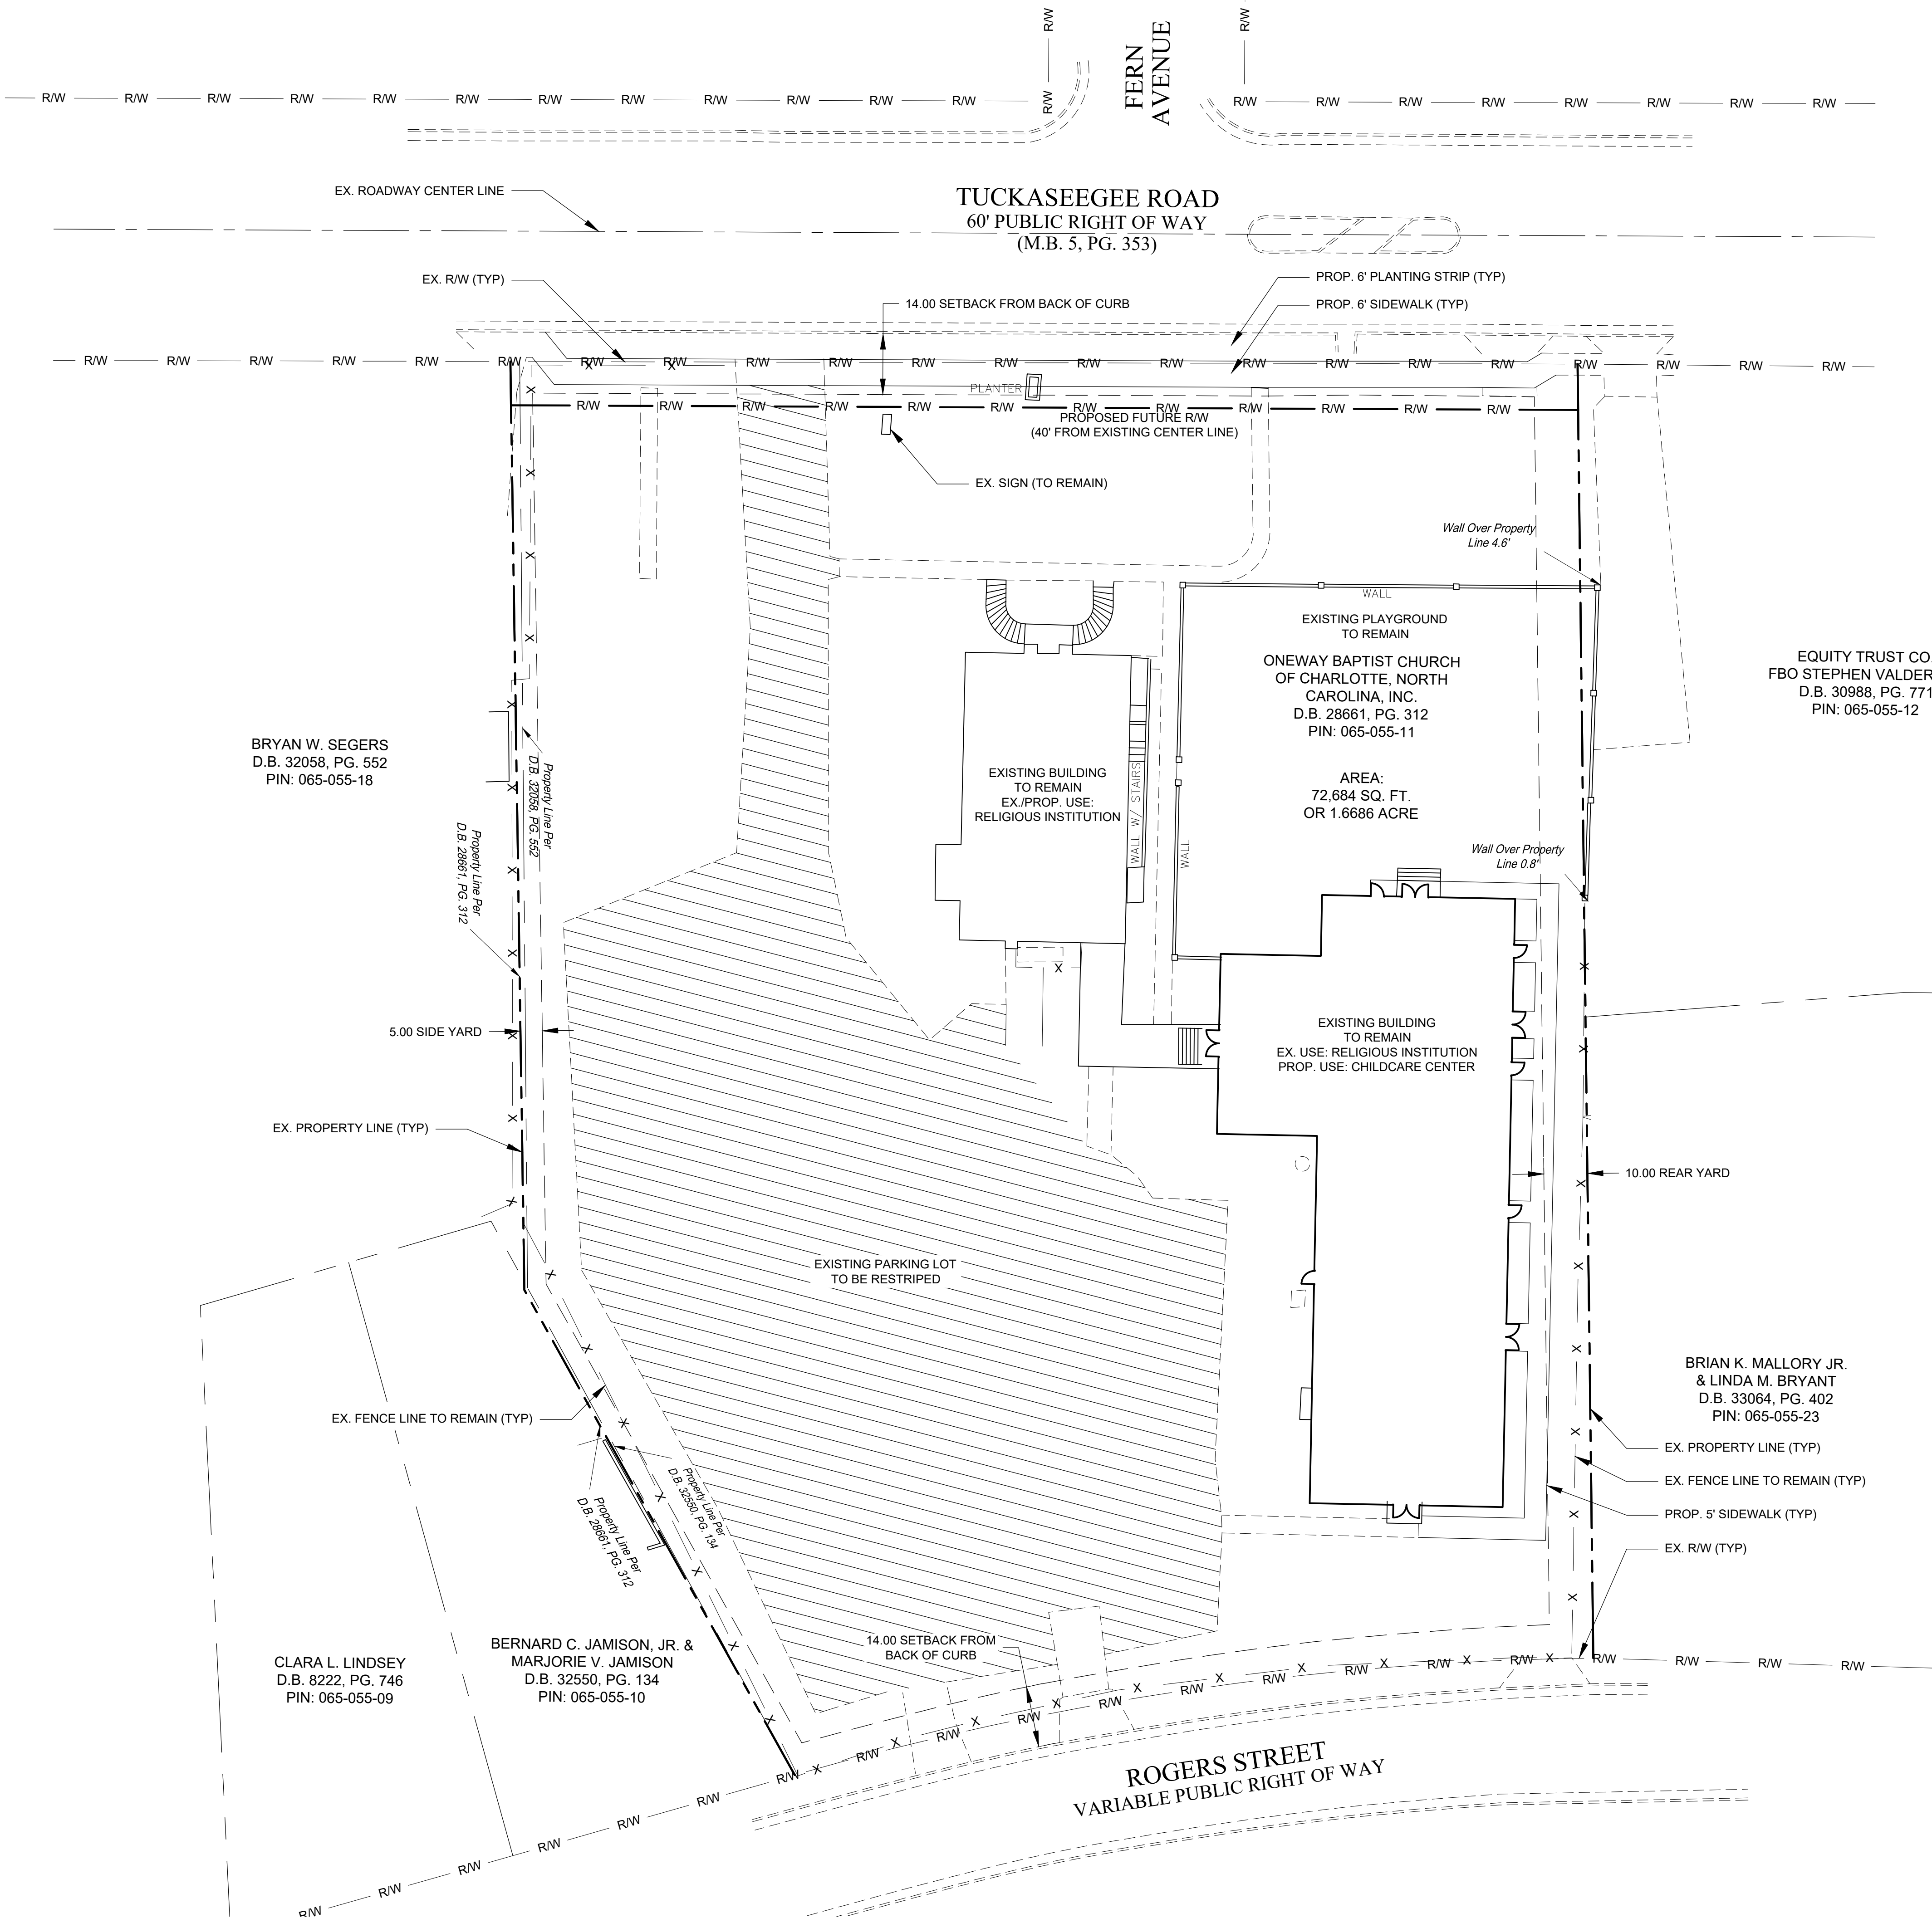 FERN
AVENUE
R/W
R/W
R/W
R/W
R/W R/W R/W R/W R/W R/W R/W R/W R/W R/W R/W R/W
R/W R/W R/W R/W R/W R/W R/W R/W
EX. ROADWAY CENTER LINE
TUCKASEEGEE ROAD
60' PUBLIC RIGHT OF WAY
(M.B. 5, PG. 353)
EX. R/W (TYP)
14.00 SETBACK FROM BACK OF CURB
PROP. 6' PLANTING STRIP (TYP)
PROP. 6' SIDEWALK (TYP)
R/W R/W R/W R/W R/W R/W R/W R/W R/W R/W R/W R/W R/W R/W R/W R/W R/W R/W R/W R/W R/W R/W
PLANTER
R/W R/W R/W R/W R/W R/W R/W R/W R/W R/W R/W R/W
PROPOSED FUTURE R/W
(40' FROM EXISTING CENTER LINE)
EX. SIGN (TO REMAIN)
Wall Over Property
Line 4.6'
WALL
EXISTING PLAYGROUND
TO REMAIN
ONEWAY BAPTIST CHURCH
OF CHARLOTTE, NORTH
CAROLINA, INC.
D.B. 28661, PG. 312
PIN: 065-055-11
AREA:
72,684 SQ. FT.
OR 1.6686 ACRE
EQUITY TRUST CO.
FBO STEPHEN VALDER
D.B. 30988, PG. 771
PIN: 065-055-12
BRYAN W. SEGERS
D.B. 32058, PG. 552
PIN: 065-055-18
Property Line Per
D.B. 32058, PG. 552
Property Line Per
D.B. 28661, PG. 312
EXISTING BUILDING
TO REMAIN
EX./PROP. USE:
RELIGIOUS INSTITUTION
WALL W/ STAIRS
WALL
Wall Over Property
Line 0.8'
5.00 SIDE YARD
EXISTING BUILDING
TO REMAIN
EX. USE: RELIGIOUS INSTITUTION
PROP. USE: CHILDCARE CENTER
EX. PROPERTY LINE (TYP)
10.00 REAR YARD
EXISTING PARKING LOT
TO BE RESTRIPED
EX. FENCE LINE TO REMAIN (TYP)
Property Line Per
D.B. 32550, PG. 134
Property Line Per
D.B. 28661, PG. 312
BRIAN K. MALLORY JR.
& LINDA M. BRYANT
D.B. 33064, PG. 402
PIN: 065-055-23
EX. PROPERTY LINE (TYP)
EX. FENCE LINE TO REMAIN (TYP)
PROP. 5' SIDEWALK (TYP)
EX. R/W (TYP)
CLARA L. LINDSEY
D.B. 8222, PG. 746
PIN: 065-055-09
BERNARD C. JAMISON, JR. &
MARJORIE V. JAMISON
D.B. 32550, PG. 134
PIN: 065-055-10
14.00 SETBACK FROM
BACK OF CURB
R/W R/W R/W R/W R/W R/W R/W R/W R/W R/W R/W R/W R/W R/W R/W R/W R/W R/W R/W R/W
ROGERS STREET
VARIABLE PUBLIC RIGHT OF WAY